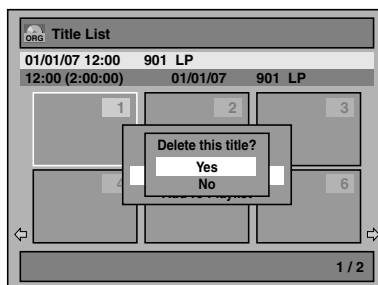 ORG Title List
01/01/07 12:00 901 LP
12:00 (2:00:00) 01/01/07 901 LP
1 2 3
Delete this title?
Yes
No
4 6
1 / 2